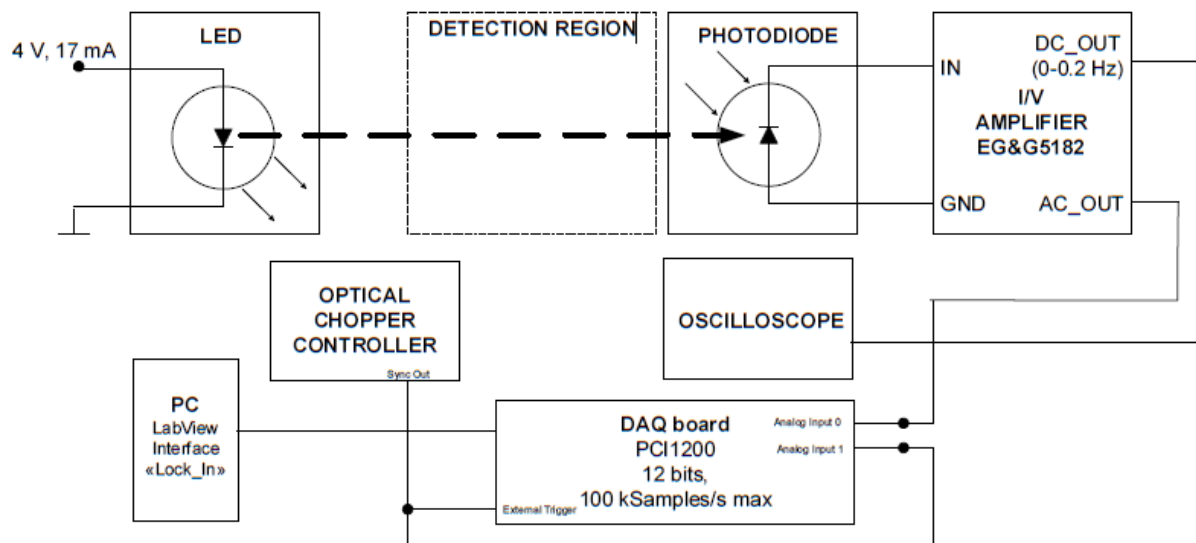 4 V, 17 mA
LED
DETECTION REGION
PHOTODIODE
IN
GND
DC_OUT
(0-0.2 Hz)
I/V
AMPLIFIER
EG&G5182
AC_OUT
OPTICAL
CHOPPER
CONTROLLER
Sync Out
OSCILLOSCOPE
PC
LabView
Interface
«Lock_In»
DAQ board
PCI1200
12 bits,
100 kSamples/s max
Analog Input 0
Analog Input 1
External Trigger